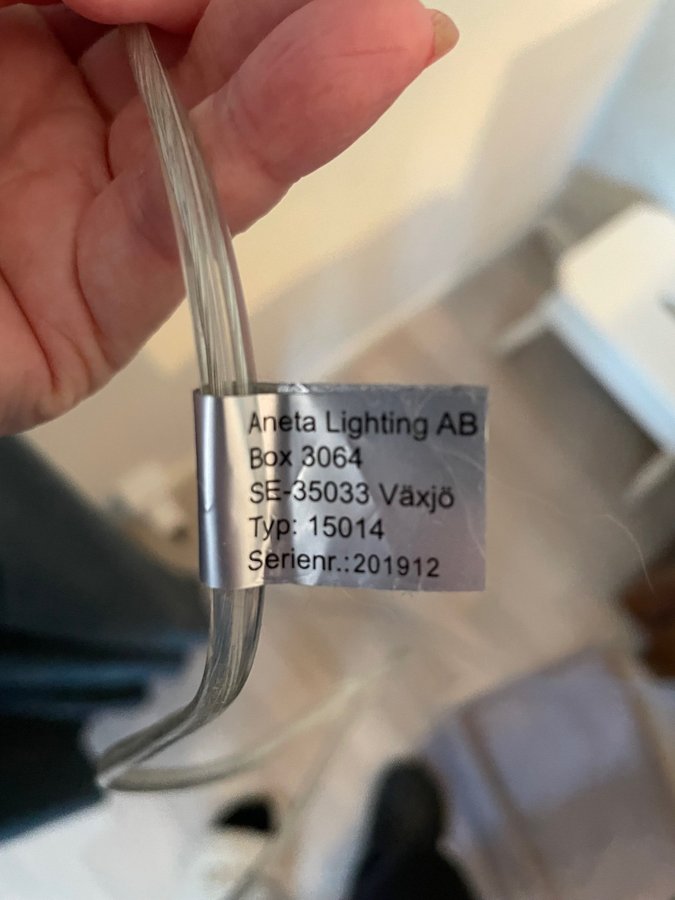 Aneta Lighting AB
Box 3064
SE-35033 Växjö
Typ: 15014
Serienr.:201912